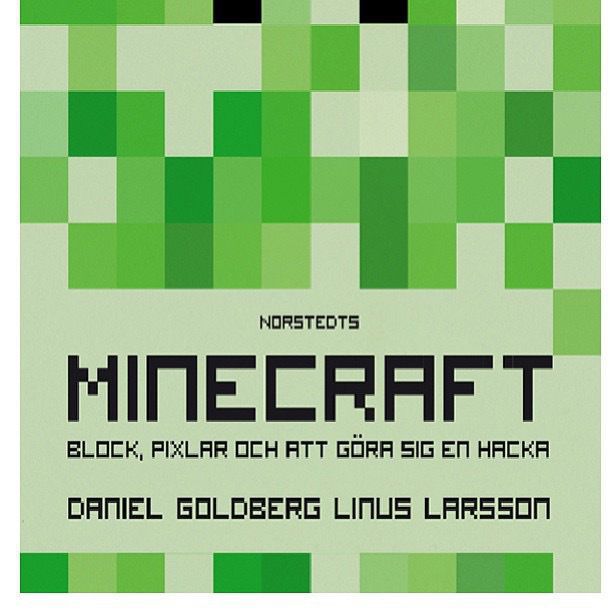 NORSTEDTS
MINECRAFT
BLOCK, PIXLAR OCH ATT GÖRA SIG EN HACKA
DANIEL GOLDBERG LINUS LARSSON